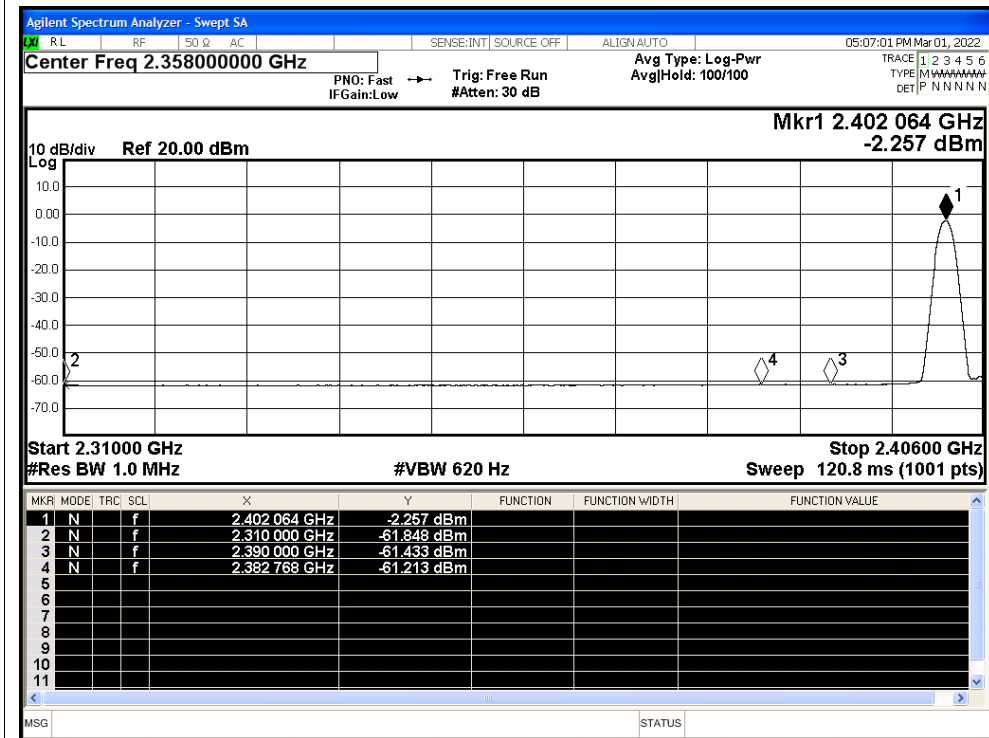 Agilent Spectrum Analyzer - Swept SA
LXI RL RF 50 Ω AC SENSE:INT SOURCE OFF ALIGN AUTO 05:07:01 PM Mar 01, 2022
Center Freq 2.358000000 GHz
PNO: Fast
IFGain:Low
Trig: Free Run
#Atten: 30 dB
Avg Type: Log-Pwr
Avg|Hold: 100/100
TRACE 1 2 3 4 5 6
TYPE M WWWWW
DET P N N N N N
Mkr1 2.402 064 GHz
-2.257 dBm
10 dB/div Ref 20.00 dBm
Log
10.0
0.00
-10.0
-20.0
-30.0
-40.0
-50.0
-60.0
-70.0
1
2
4
3
Start 2.31000 GHz Stop 2.40600 GHz
#Res BW 1.0 MHz #VBW 620 Hz Sweep 120.8 ms (1001 pts)
MKR MODE TRC SCL X Y FUNCTION FUNCTION WIDTH FUNCTION VALUE
1 N f 2.402 064 GHz -2.257 dBm
2 N f 2.310 000 GHz -61.848 dBm
3 N f 2.390 000 GHz -61.433 dBm
4 N f 2.382 768 GHz -61.213 dBm
5
6
7
8
9
10
11
MSG STATUS